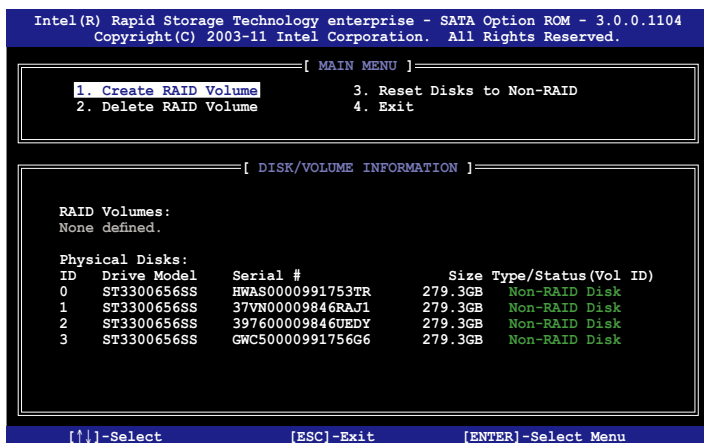 Intel(R) Rapid Storage Technology enterprise - SATA Option ROM - 3.0.0.1104
Copyright(C) 2003-11 Intel Corporation. All Rights Reserved.
[ MAIN MENU ]
1. Create RAID Volume 3. Reset Disks to Non-RAID
2. Delete RAID Volume 4. Exit
[ DISK/VOLUME INFORMATION ]
RAID Volumes:
None defined.
Physical Disks:
ID Drive Model Serial # Size Type/Status(Vol ID)
0 ST3300656SS HWAS0000991753TR 279.3GB Non-RAID Disk
1 ST3300656SS 37VN00009846RAJ1 279.3GB Non-RAID Disk
2 ST3300656SS 397600009846UEDY 279.3GB Non-RAID Disk
3 ST3300656SS GWC50000991756G6 279.3GB Non-RAID Disk
[↑↓]-Select [ESC]-Exit [ENTER]-Select Menu